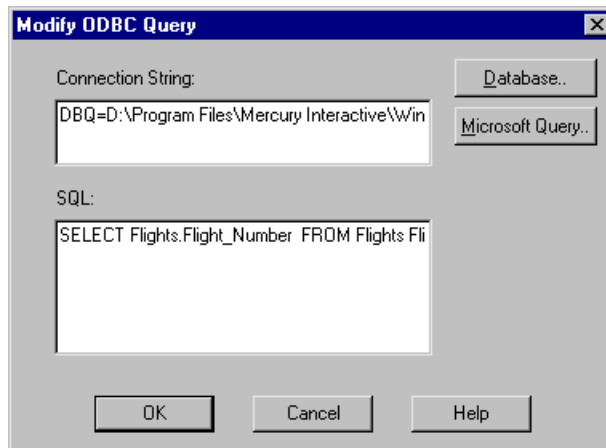 Modify ODBC Query
Connection String:
Database..
DBQ=D:\Program Files\Mercury Interactive\Win
Microsoft Query..
SQL:
SELECT Flights.Flight_Number  FROM Flights Fli
OK
Cancel
Help